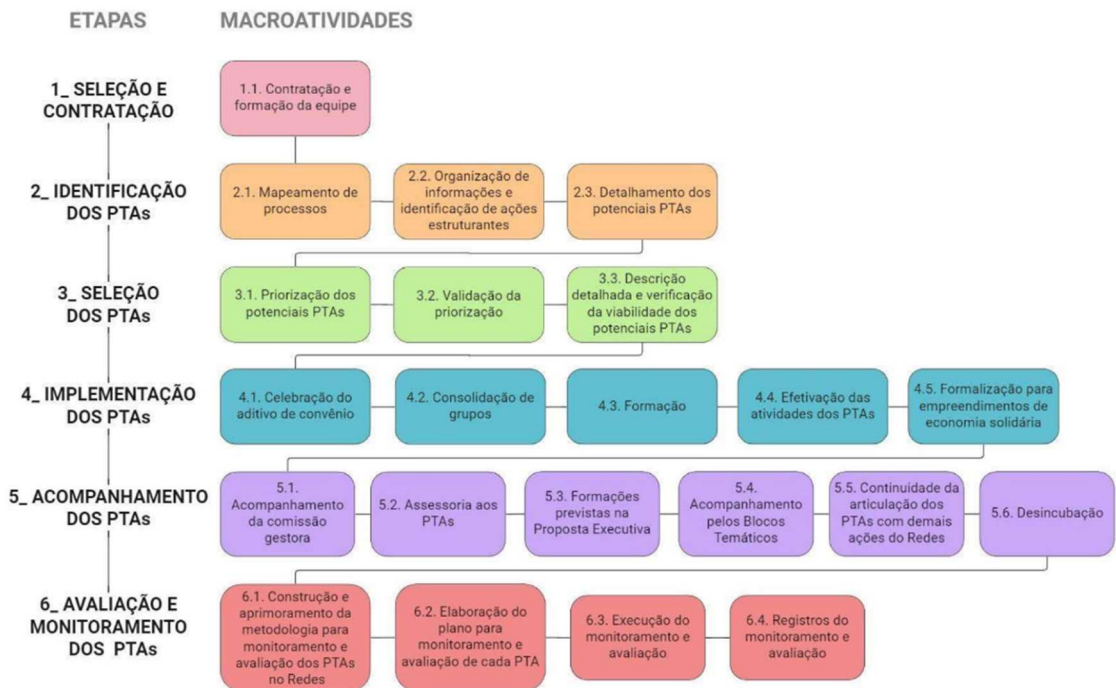 ETAPAS
MACROATIVIDADES
1_ SELEÇÃO E
CONTRATAÇÃO
1.1. Contratação e
formação da equipe
2_ IDENTIFICAÇÃO
DOS PTAs
2.1. Mapeamento de
processos
2.2. Organização de
informações e
identificação de ações
estruturantes
2.3. Detalhamento dos
potenciais PTAs
3_ SELEÇÃO
DOS PTAs
3.1. Priorização dos
potenciais PTAs
3.2. Validação da
priorização
3.3. Descrição
detalhada e verificação
da viabilidade dos
potenciais PTAs
4_ IMPLEMENTAÇÃO
DOS PTAs
4.1. Celebração do
aditivo de convênio
4.2. Consolidação de
grupos
4.3. Formação
4.4. Efetivação das
atividades dos PTAs
4.5. Formalização para
empreendimentos de
economia solidária
5_ ACOMPANHAMENTO
DOS PTAs
5.1.
Acompanhamento
da comissão
gestora
5.2. Assessoria aos
PTAs
5.3. Formações
previstas na
Proposta Executiva
5.4.
Acompanhamento
pelos Blocos
Temáticos
5.5. Continuidade da
articulação dos
PTAs com demais
ações do Redes
5.6. Desincubação
6_ AVALIAÇÃO E
MONITORAMENTO
DOS PTAs
6.1. Construção e
aprimoramento da
metodologia para
monitoramento e
avaliação dos PTAs
no Redes
6.2. Elaboração do
plano para
monitoramento e
avaliação de cada PTA
6.3. Execução do
monitoramento e
avaliação
6.4. Registros do
monitoramento e
avaliação